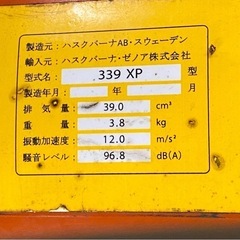 製造元:ハスクバーナAB・スウェーデン
輸入元:ハスクバーナ・ゼノア株式会社
型式名: 339 XP 型
製造年月: 年 月
排気量: 39.0 cm³
重量: 3.8 kg
振動加速度: 12.0 m/s²
騒音レベル: 96.8 dB(A)